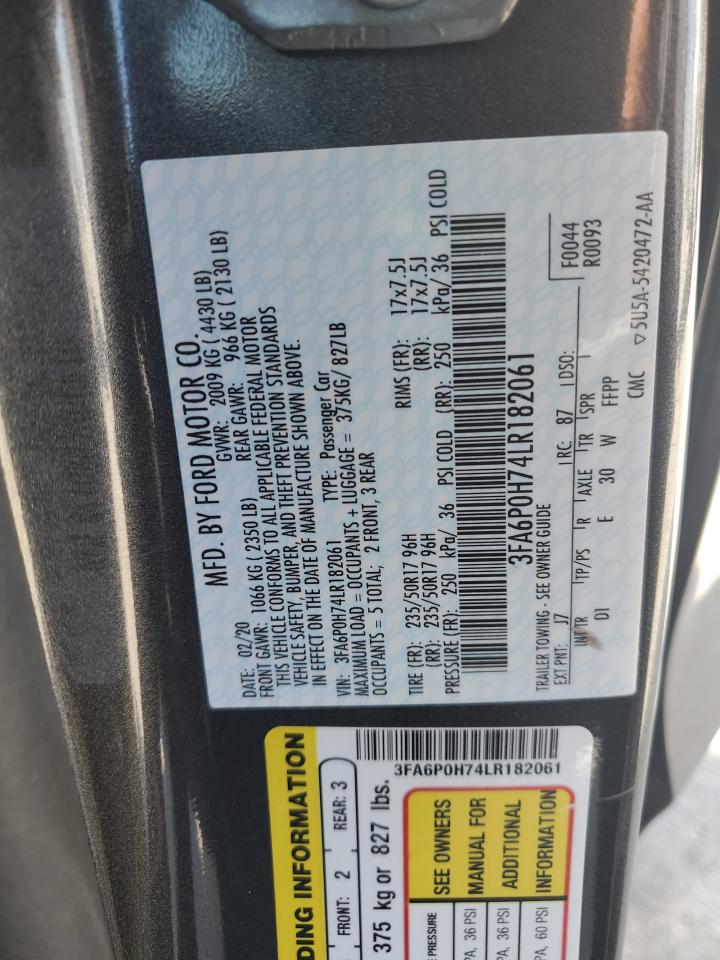 MFD. BY FORD MOTOR CO.
DATE: 02/20 GVWR: 2009 KG ( 4430 LB)
FRONT GAWR: 1066 KG ( 2350 LB) REAR GAWR: 966 KG ( 2130 LB)
THIS VEHICLE CONFORMS TO ALL APPLICABLE FEDERAL MOTOR
VEHICLE SAFETY, BUMPER, AND THEFT PREVENTION STANDARDS
IN EFFECT ON THE DATE OF MANUFACTURE SHOWN ABOVE.
VIN: 3FA6P0H74LR182061 TYPE: Passenger Car
MAXIMUM LOAD = OCCUPANTS + LUGGAGE = 375KG/ 827LB
OCCUPANTS = 5 TOTAL; 2 FRONT, 3 REAR
TIRE (FR): 235/50R17 96H RIMS (FR): 17x7.5J
(RR): 235/50R17 96H (RR): 17x7.5J
PRESSURE (FR): 250 kPa/ 36 PSI COLD (RR): 250 kPa/ 36 PSI COLD
3FA6P0H74LR182061
TRAILER TOWING - SEE OWNER GUIDE F0044
R0093
EXT PNT: J7 RC: 87 DSO:
INT TR TP/PS R AXLE TR SPR
DI E 30 W FFPP
CMC ▽5U5A-5420472-AA
DING INFORMATION
FRONT: 2 REAR: 3
375 kg or 827 lbs.
3FA6P0H74LR182061
PRESSURE SEE OWNERS
PA, 36 PSI MANUAL FOR
PA, 36 PSI ADDITIONAL
PA, 60 PSI INFORMATION